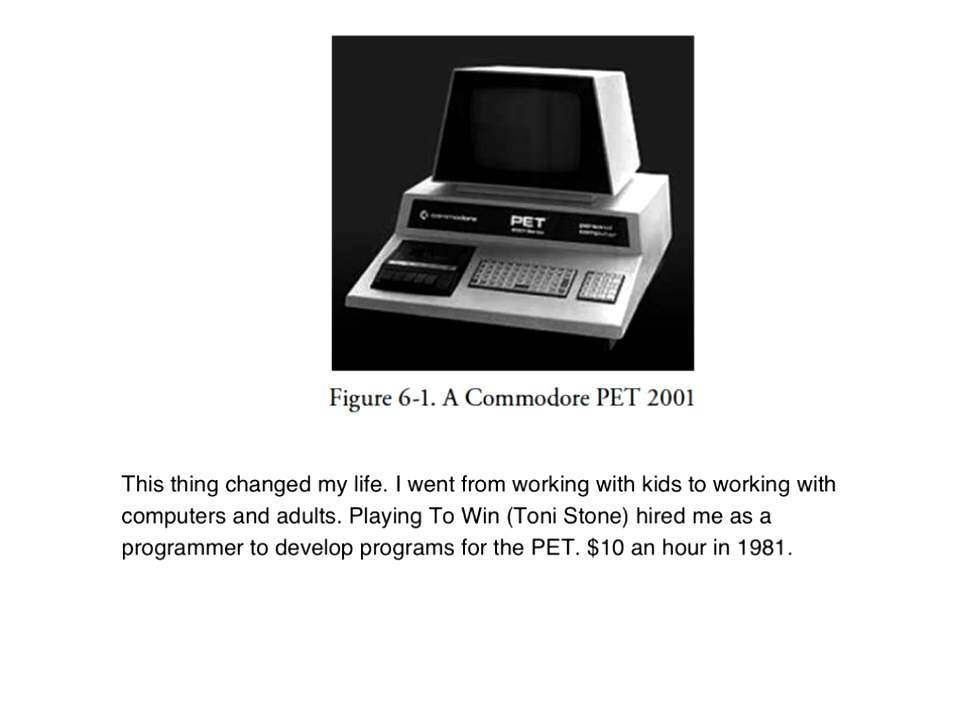 commodore
PET
personal
computer
Figure 6-1. A Commodore PET 2001
This thing changed my life. I went from working with kids to working with
computers and adults. Playing To Win (Toni Stone) hired me as a
programmer to develop programs for the PET. $10 an hour in 1981.